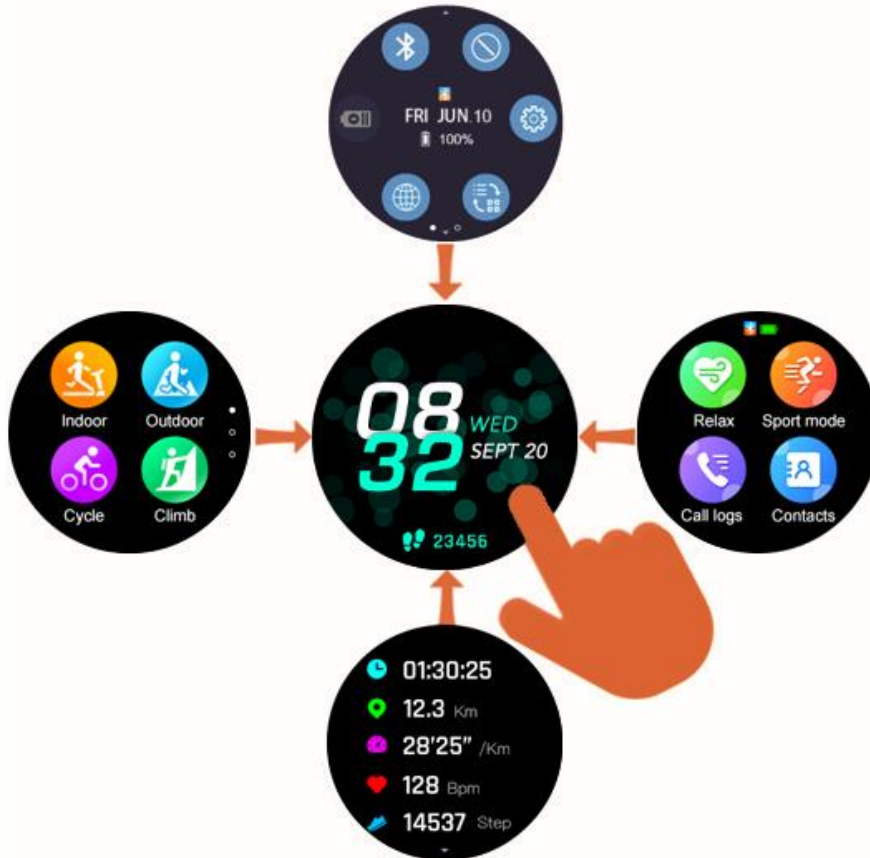 FRI JUN.10
100%
Indoor Outdoor
Cycle Climb
08
32
WED
SEPT 20
23456
Relax Sport mode
Call logs Contacts
01:30:25
12.3 Km
28'25" /Km
128 Bpm
14537 Step